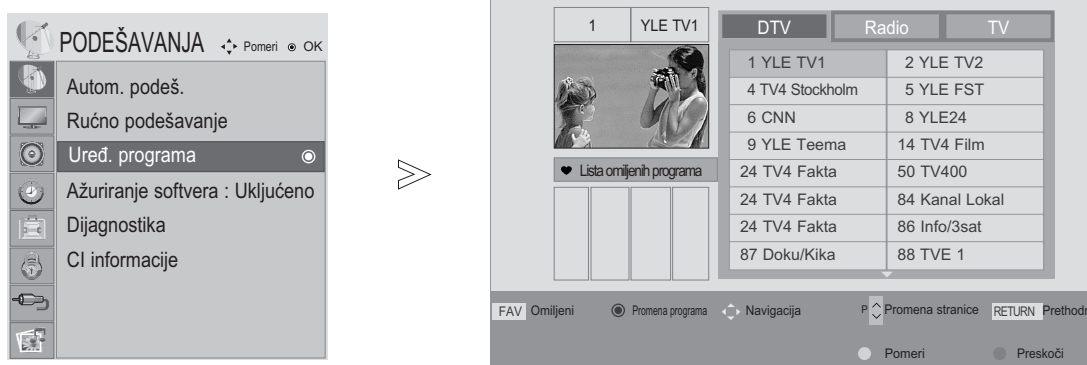 PODEŠAVANJA Pomeri OK
Autom. podeš.
Rućno podešavanje
Uređ. programa
Ažuriranje softvera : Ukljućeno
Dijagnostika
CI informacije
1 YLE TV1
Lista omiljenih programa
DTV Radio TV
1 YLE TV1 2 YLE TV2
4 TV4 Stockholm 5 YLE FST
6 CNN 8 YLE24
9 YLE Teema 14 TV4 Film
24 TV4 Fakta 50 TV400
24 TV4 Fakta 84 Kanal Lokal
24 TV4 Fakta 86 Info/3sat
87 Doku/Kika 88 TVE 1
FAV Omiljeni Promena programa Navigacija P Promena stranice RETURN Prethodn
Pomeri Preskoči